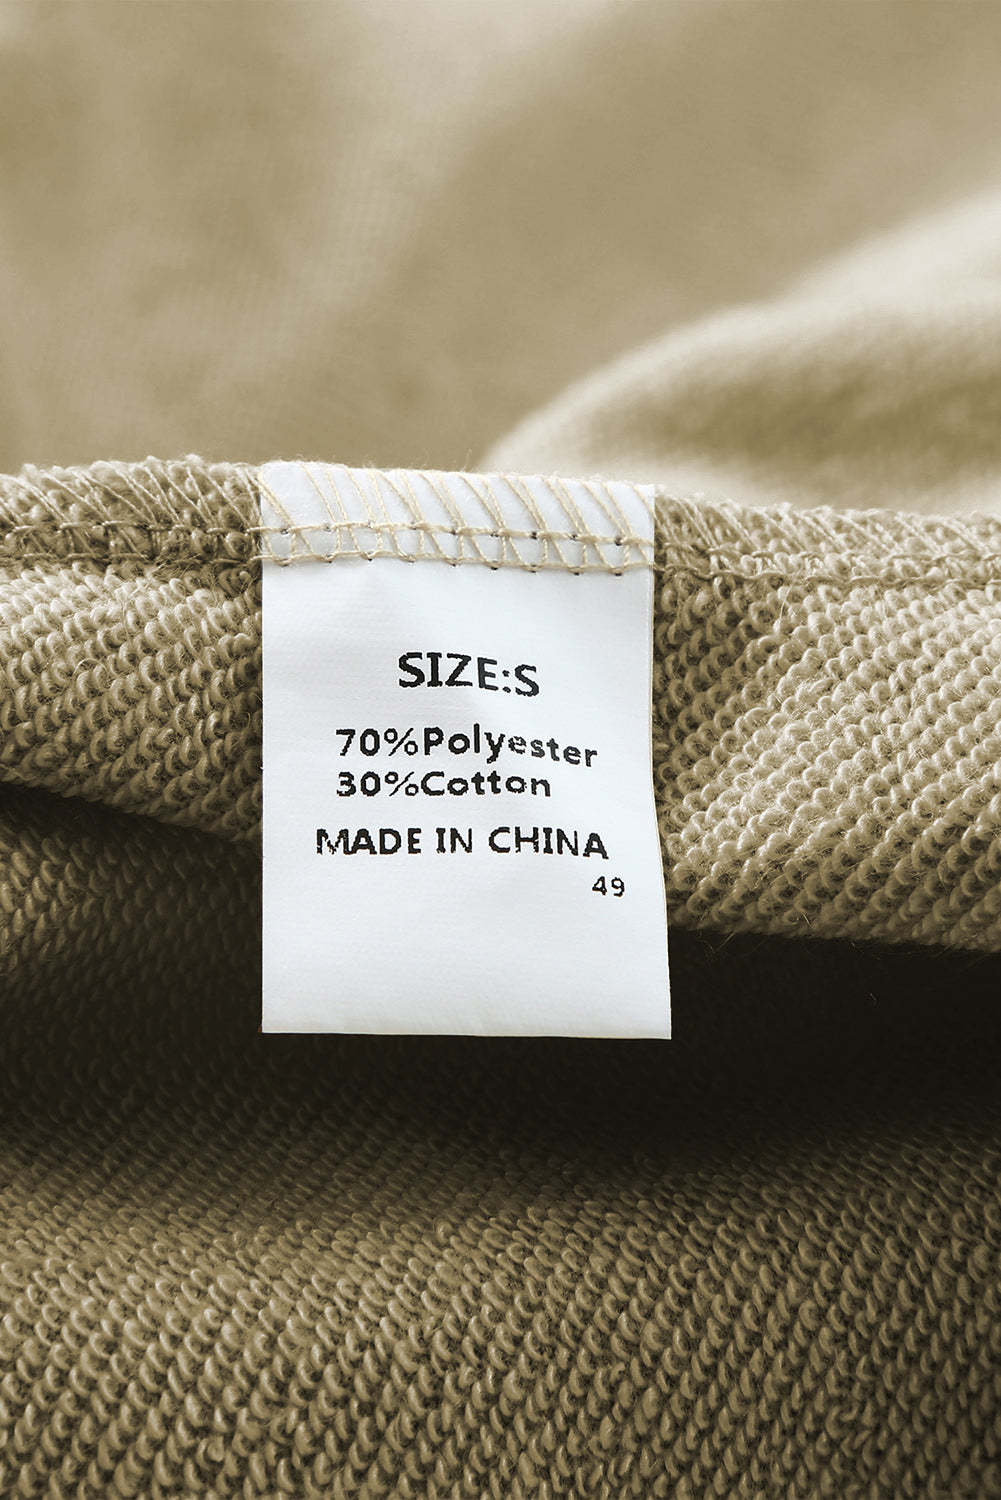 SIZE:S
70%Polyester
30%Cotton
MADE IN CHINA
49